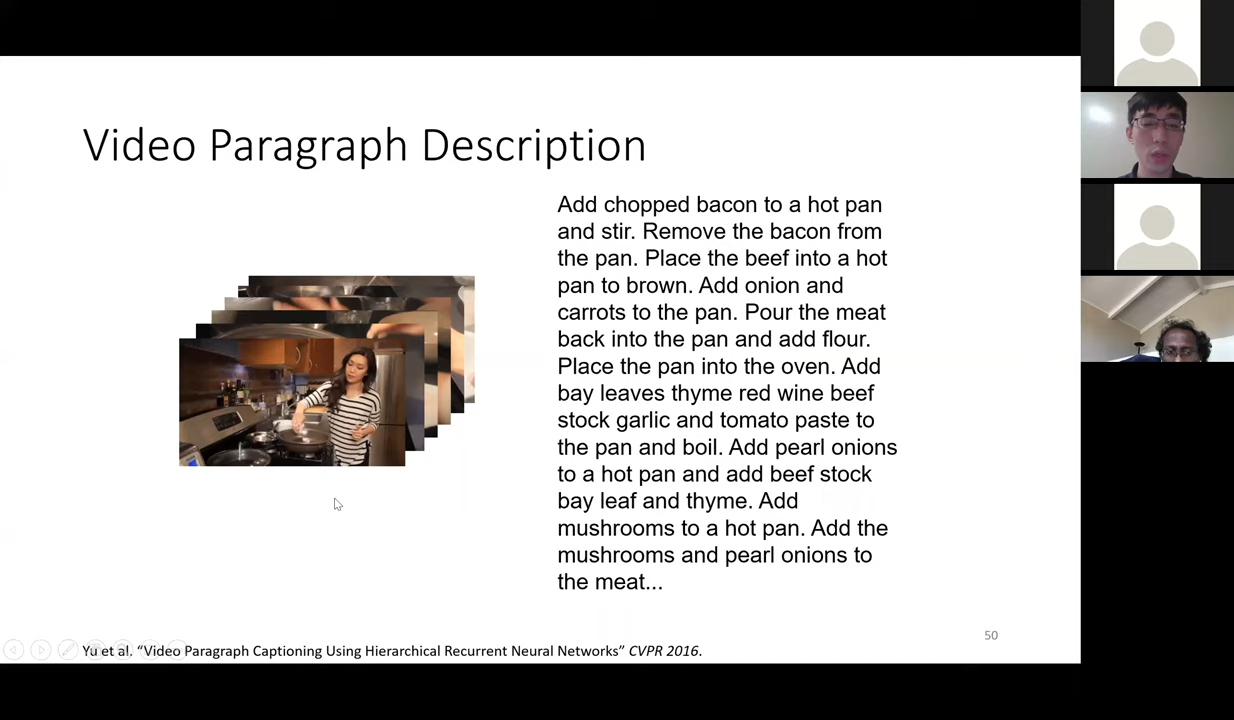 Video Paragraph Description
Add chopped bacon to a hot pan
and stir. Remove the bacon from
the pan. Place the beef into a hot
pan to brown. Add onion and
carrots to the pan. Pour the meat
back into the pan and add flour.
Place the pan into the oven. Add
bay leaves thyme red wine beef
stock garlic and tomato paste to
the pan and boil. Add pearl onions
to a hot pan and add beef stock
bay leaf and thyme. Add
mushrooms to a hot pan. Add the
mushrooms and pearl onions to
the meat...
50
Yu et al. “Video Paragraph Captioning Using Hierarchical Recurrent Neural Networks” CVPR 2016.